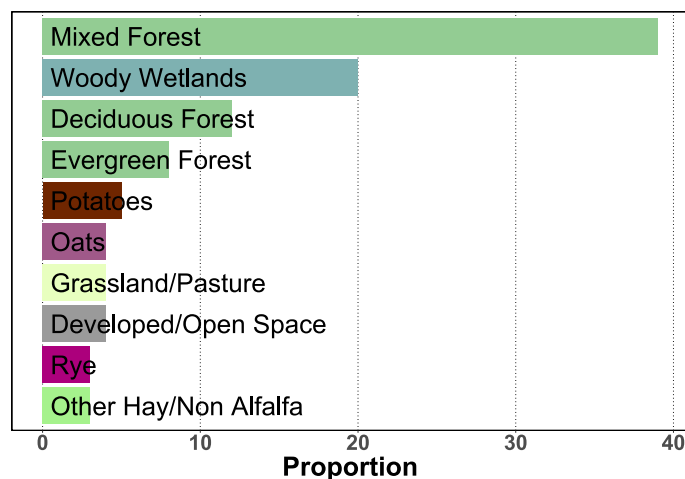 Mixed Forest
Woody Wetlands
Deciduous Forest
Evergreen Forest
Potatoes
Oats
Grassland/Pasture
Developed/Open Space
Rye
Other Hay/Non Alfalfa
0 10 20 30 40
Proportion